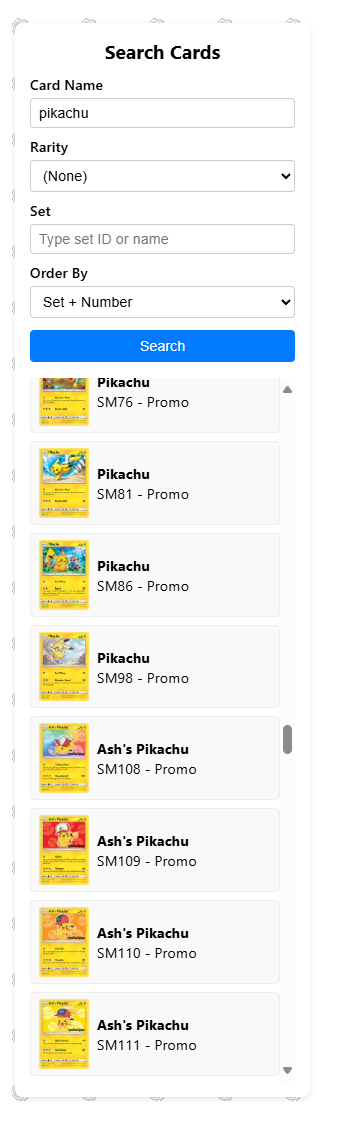 Search Cards
Card Name
pikachu
Rarity
(None)
Set
Type set ID or name
Order By
Set + Number
Search
Pikachu
SM76 - Promo
Pikachu
SM81 - Promo
Pikachu
SM86 - Promo
Pikachu
SM98 - Promo
Ash's Pikachu
SM108 - Promo
Ash's Pikachu
SM109 - Promo
Ash's Pikachu
SM110 - Promo
Ash's Pikachu
SM111 - Promo